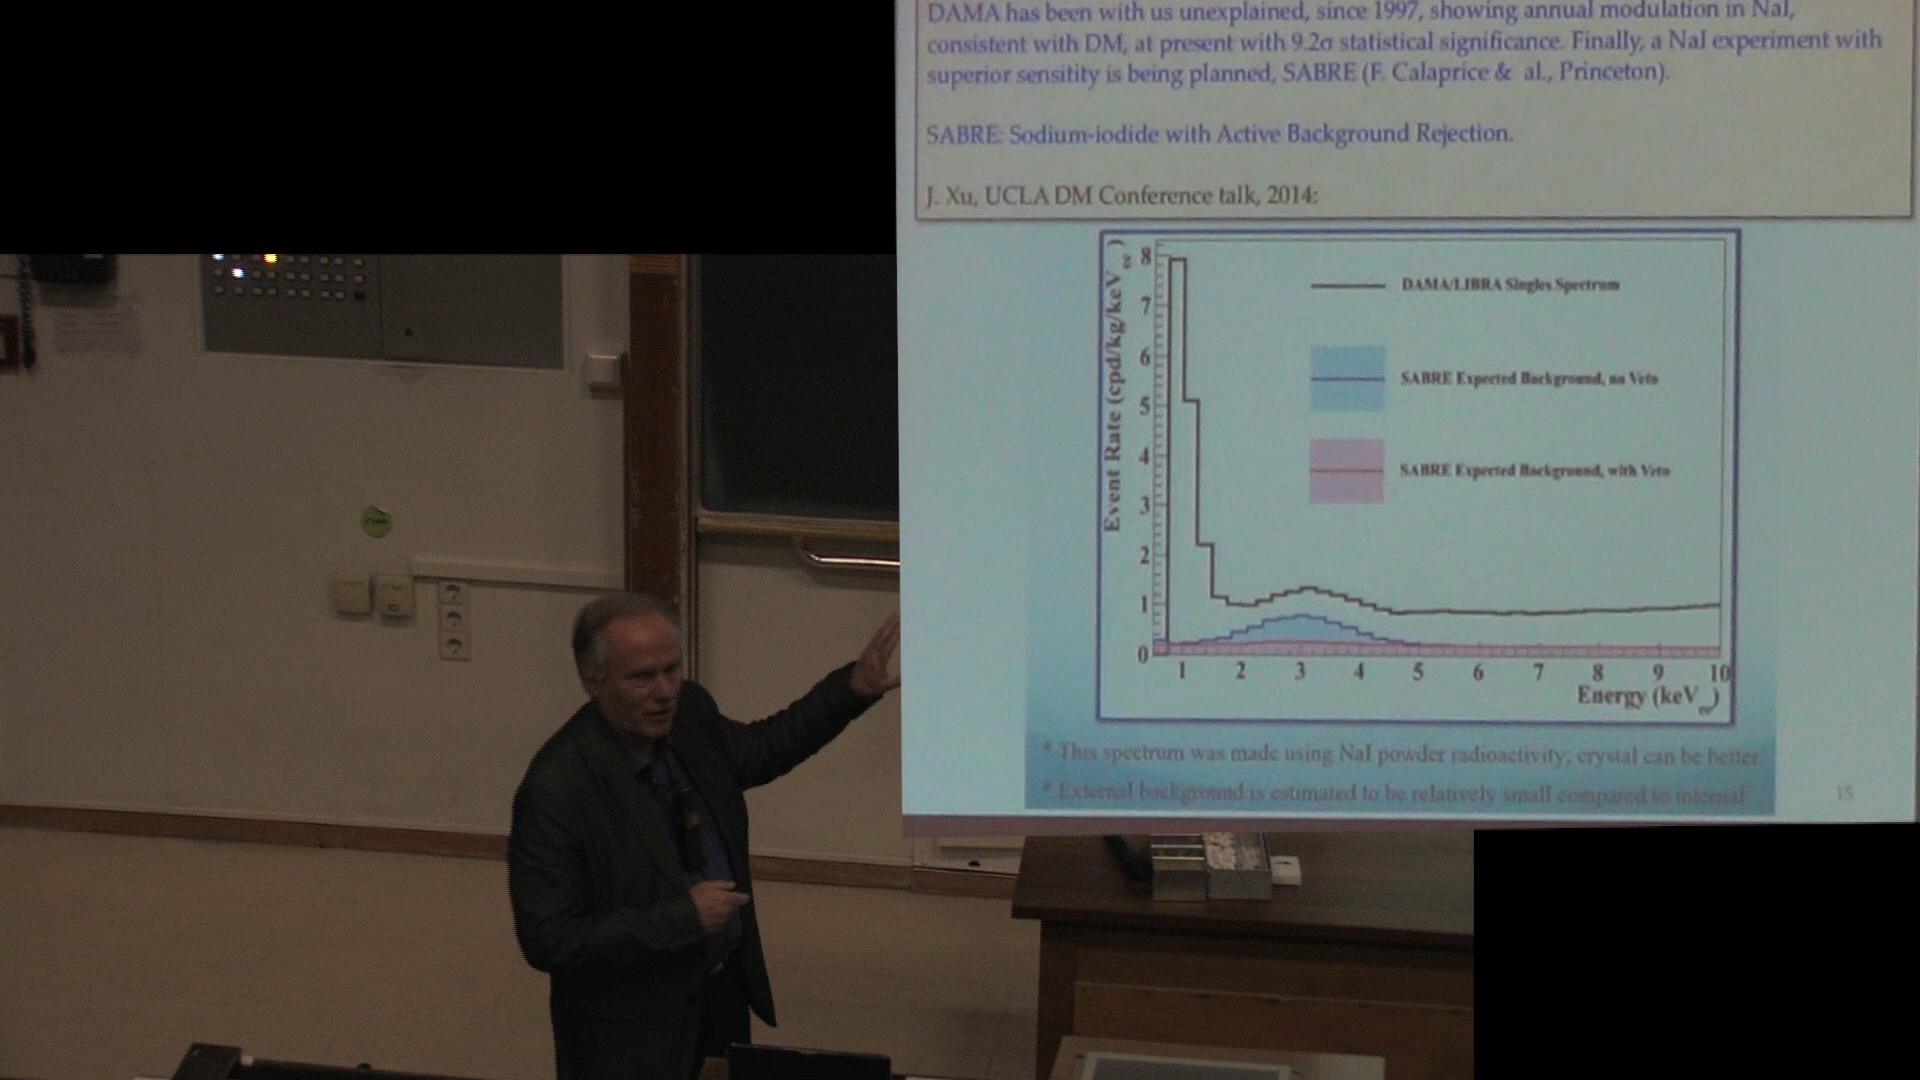 DAMA has been with us unexplained, since 1997, showing annual modulation in NaI,
consistent with DM, at present with 9.2σ statistical significance. Finally, a NaI experiment with
superior sensitity is being planned, SABRE (F. Calaprice & al., Princeton).
SABRE: Sodium-iodide with Active Background Rejection.
J. Xu, UCLA DM Conference talk, 2014:
Event Rate (cpd/kg/keV ee)
8
7
6
5
4
3
2
1
0
DAMA/LIBRA Singles Spectrum
SABRE Expected Background, no Veto
SABRE Expected Background, with Veto
1 2 3 4 5 6 7 8 9 10
Energy (keV ee)
* This spectrum was made using NaI powder radioactivity; crystal can be better
* External background is estimated to be relatively small compared to internal.
15